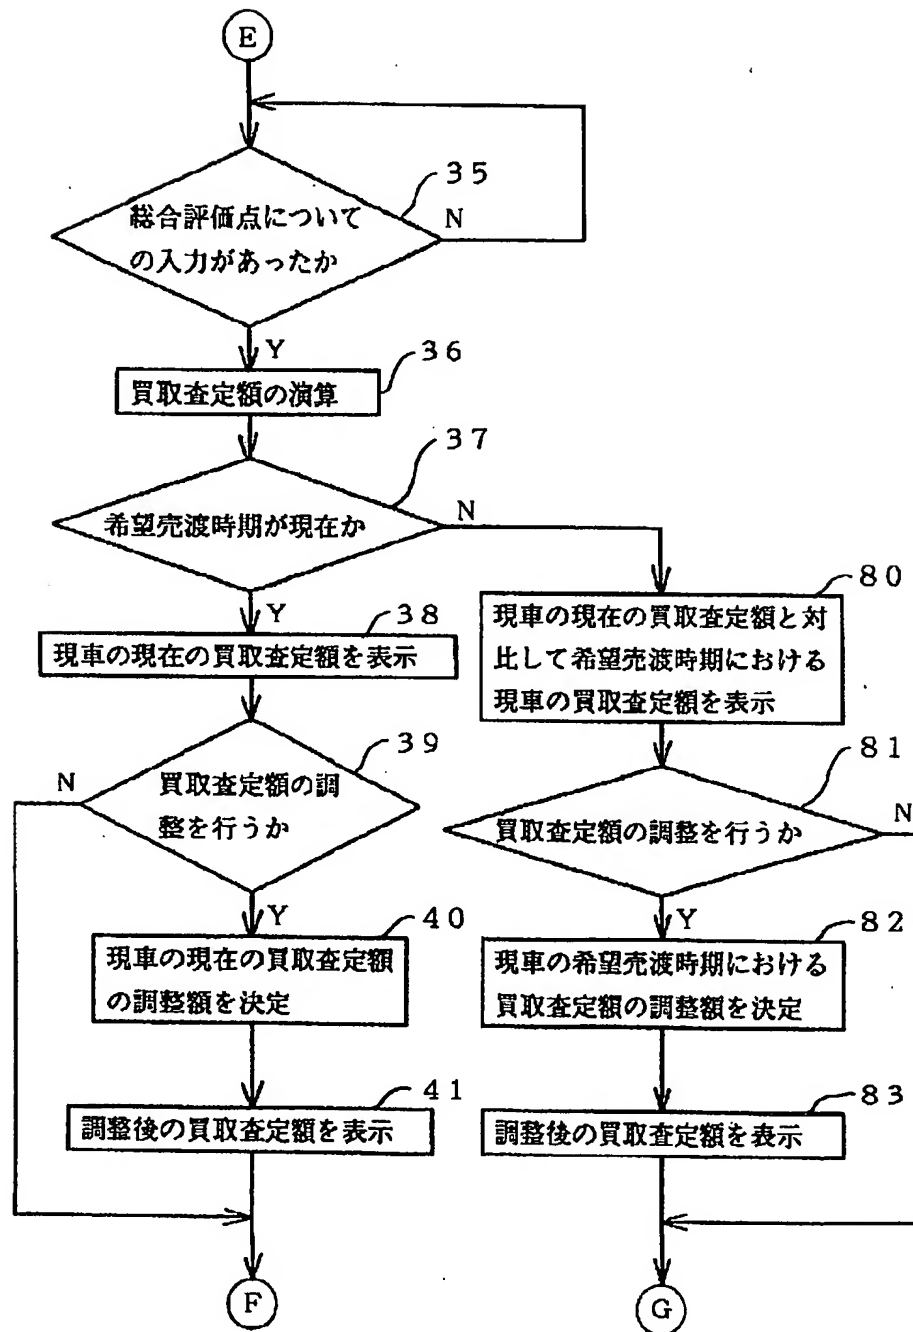 E
35
総合評価点について
の入力があったか
N
Y
36
買取査定額の演算
37
希望売渡時期が現在か
N
Y
38
現車の現在の買取査定額を表示
39
買取査定額の調
整を行うか
N
Y
40
現車の現在の買取査定額
の調整額を決定
41
調整後の買取査定額を表示
F
80
現車の現在の買取査定額と対
比して希望売渡時期における
現車の買取査定額を表示
81
買取査定額の調整を行うか
N
Y
82
現車の希望売渡時期における
買取査定額の調整額を決定
83
調整後の買取査定額を表示
G